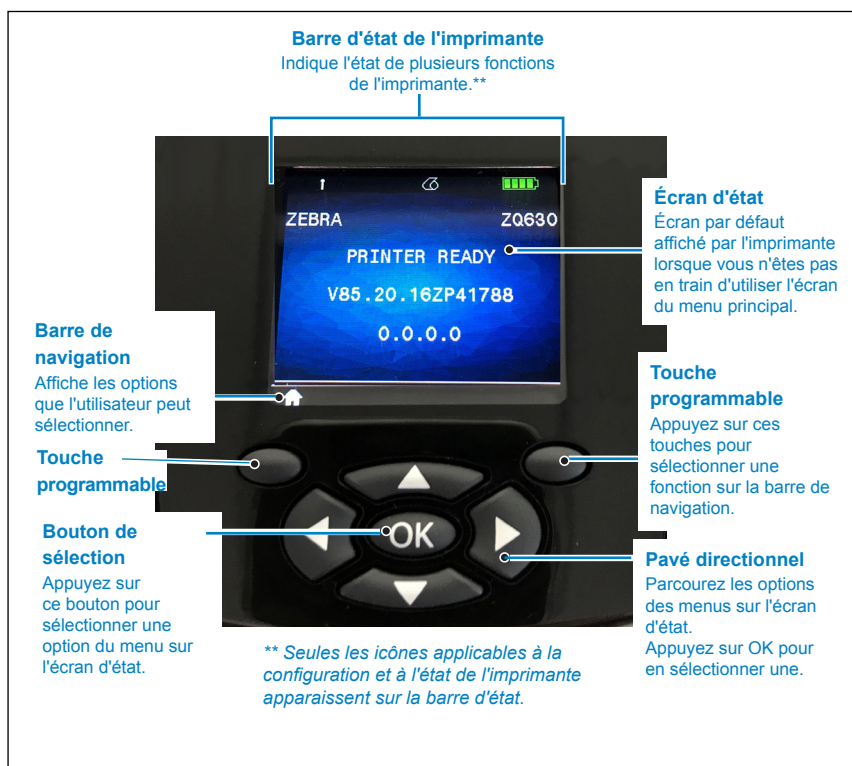 Barre d'état de l'imprimante
Indique l'état de plusieurs fonctions
de l'imprimante.**
ZEBRA
ZQ630
PRINTER READY
V85.20.16ZP41788
0.0.0.0
Écran d'état
Écran par défaut
affiché par l'imprimante
lorsque vous n'êtes pas
en train d'utiliser l'écran
du menu principal.
Barre de
navigation
Affiche les options
que l'utilisateur peut
sélectionner.
Touche
programmable
Appuyez sur ces
touches pour
sélectionner une
fonction sur la barre de
navigation.
Touche
programmable
Bouton de
sélection
Appuyez sur
ce bouton pour
sélectionner une
option du menu sur
l'écran d'état.
OK
Pavé directionnel
Parcourez les options
des menus sur l'écran
d'état.
Appuyez sur OK pour
en sélectionner une.
** Seules les icônes applicables à la
configuration et à l'état de l'imprimante
apparaissent sur la barre d'état.